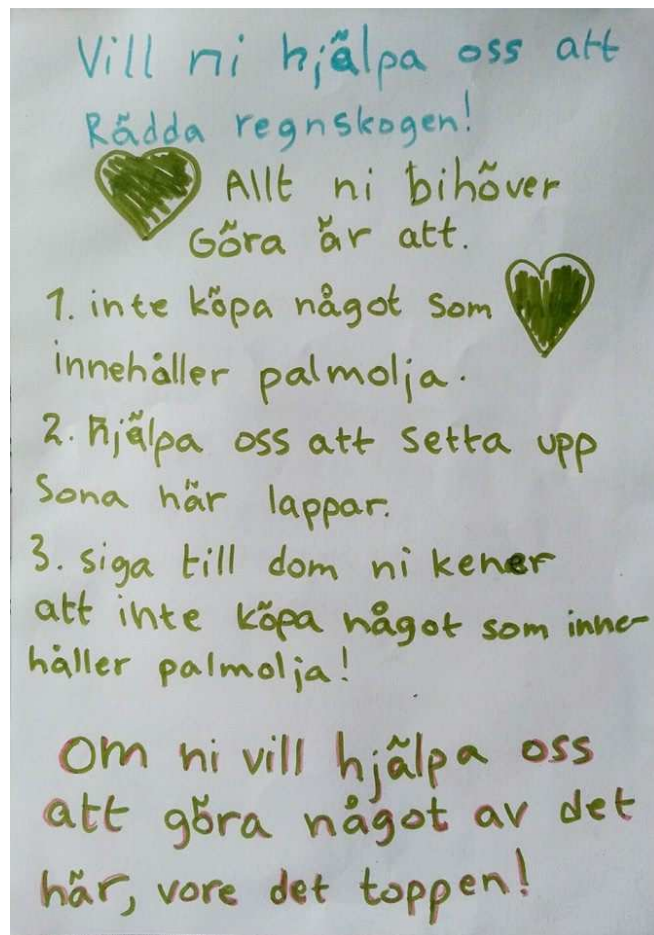 Vill ni hjälpa oss att
Rädda regnskogen!
Allt ni bihöver
Göra är att.
1. inte köpa något som
innehåller palmolja.
2. hjälpa oss att setta upp
Sona här lappar.
3. siga till dom ni kener
att inte köpa något som inne-
håller palmolja!
Om ni vill hjälpa oss
att göra något av det
här, vore det toppen!